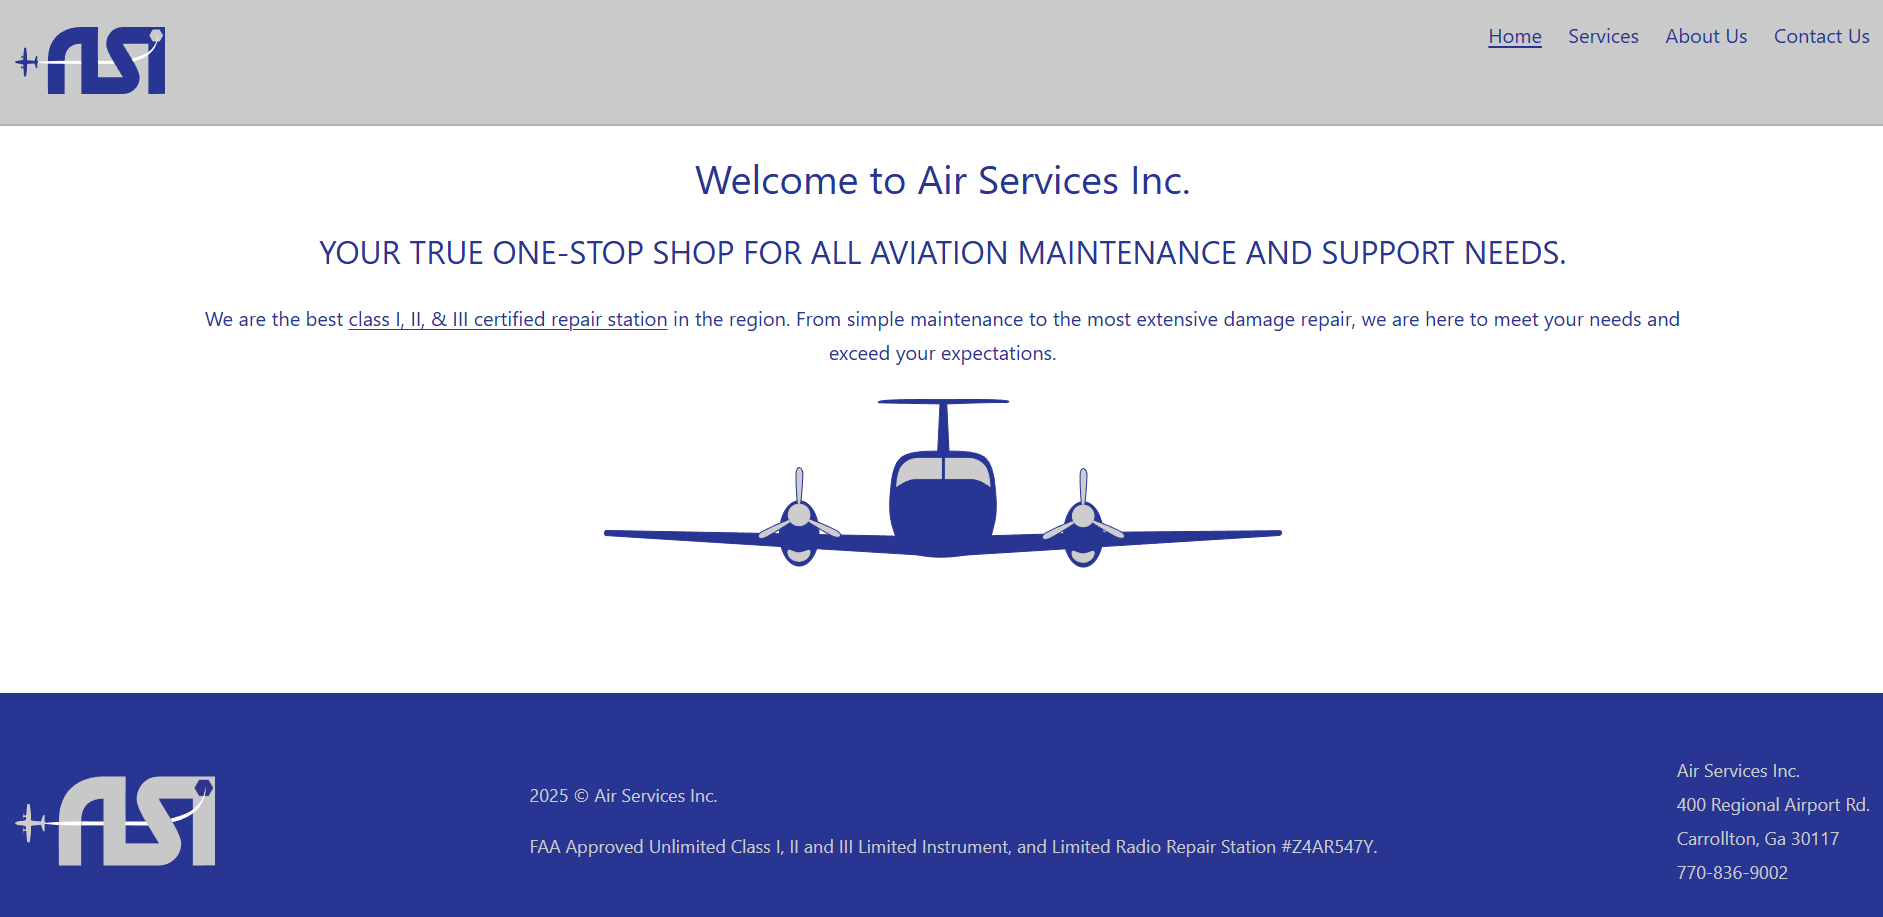 ASI
Home Services About Us Contact Us
Welcome to Air Services Inc.
YOUR TRUE ONE-STOP SHOP FOR ALL AVIATION MAINTENANCE AND SUPPORT NEEDS.
We are the best class I, II, & III certified repair station in the region. From simple maintenance to the most extensive damage repair, we are here to meet your needs and
exceed your expectations.
ASI
2025 © Air Services Inc.
FAA Approved Unlimited Class I, II and III Limited Instrument, and Limited Radio Repair Station #Z4AR547Y.
Air Services Inc.
400 Regional Airport Rd.
Carrollton, Ga 30117
770-836-9002